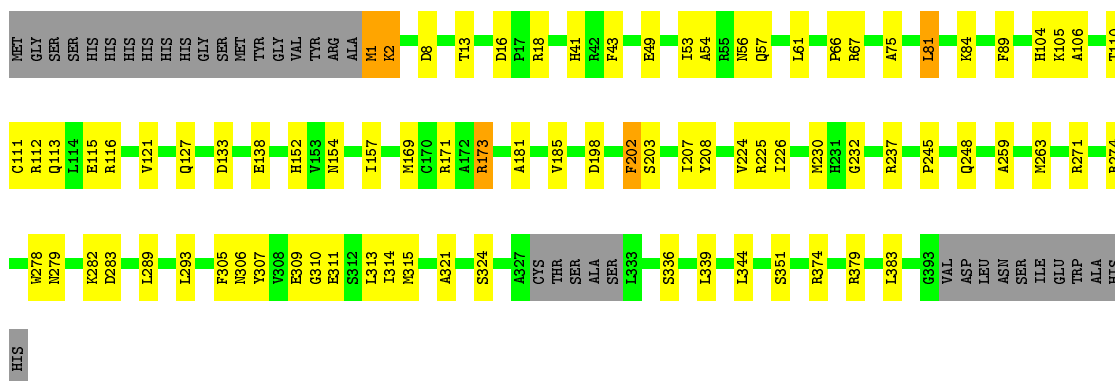 MET GLY SER SER HIS HIS HIS HIS HIS HIS GLY SER MET TYR GLY VAL TYR ARG ALA M1 K2 D8 T13 D16 P17 R18 H41 R42 F43 E49 I53 A54 R55 N56 Q57 L61 P66 R67 A75 L81 K84 F89 H104 K105 A106 T110
C111 R112 Q113 L114 E115 R116 V121 Q127 D133 E138 H152 V153 N154 I157 M169 C170 R171 A172 R173 A181 V185 D198 F202 S203 I207 Y208 V224 R225 I226 M230 H231 G232 R237 P245 Q248 A259 M263 R271
W278 N279 K282 D283 L289 L293 F305 N306 Y307 V308 E309 G310 E311 S312 L313 I314 M315 A321 S324 A327 CYS THR SER ALA SER L333 S336 L339 L344 S351 R374 R379 L383 G393 VAL ASP LEU ASN SER ILE GLU TRP ALA HIS
HIS